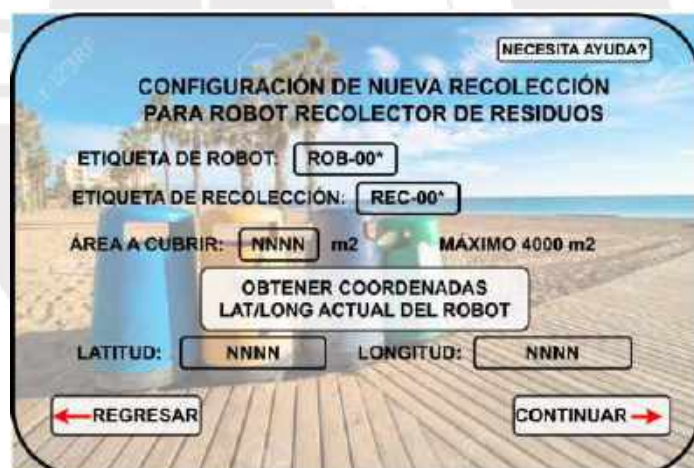 NECESITA AYUDA?
CONFIGURACIÓN DE NUEVA RECOLECCIÓN
PARA ROBOT RECOLECTOR DE RESIDUOS
ETIQUETA DE ROBOT: ROB-00*
ETIQUETA DE RECOLECCIÓN: REC-00*
ÁREA A CUBRIR: NNNN m2 MÁXIMO 4000 m2
OBTENER COORDENADAS
LAT/LONG ACTUAL DEL ROBOT
LATITUD: NNNN LONGITUD: NNNN
REGRESAR CONTINUAR